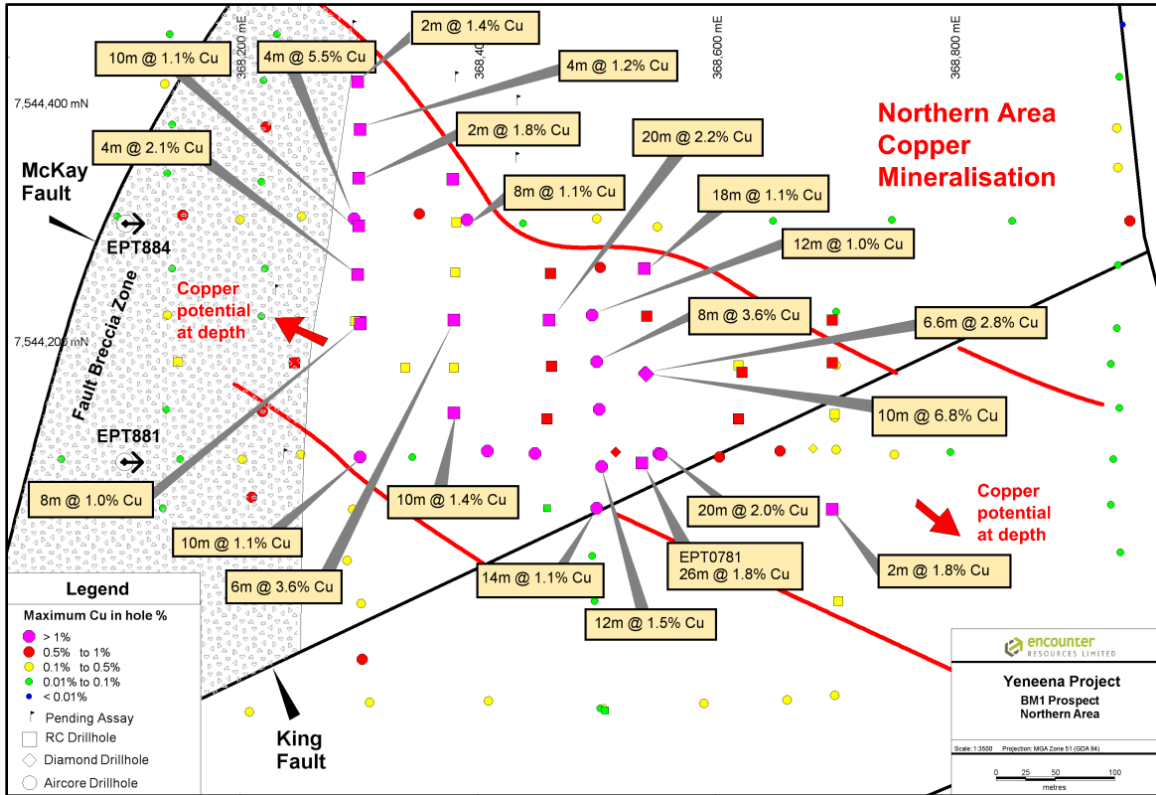 368,200 mE
368,400
368,600 mE
368,800 mE
7,544,400 mN
7,544,200 mN
2m @ 1.4% Cu
10m @ 1.1% Cu
4m @ 5.5% Cu
4m @ 1.2% Cu
2m @ 1.8% Cu
20m @ 2.2% Cu
4m @ 2.1% Cu
8m @ 1.1% Cu
18m @ 1.1% Cu
12m @ 1.0% Cu
8m @ 3.6% Cu
6.6m @ 2.8% Cu
10m @ 6.8% Cu
8m @ 1.0% Cu
10m @ 1.4% Cu
10m @ 1.1% Cu
20m @ 2.0% Cu
EPT0781
26m @ 1.8% Cu
6m @ 3.6% Cu
14m @ 1.1% Cu
12m @ 1.5% Cu
2m @ 1.8% Cu
Northern Area
Copper
Mineralisation
McKay
Fault
EPT884
Fault Breccia Zone
Copper
potential
at depth
EPT881
Copper
potential
at depth
King
Fault
Legend
Maximum Cu in hole %
> 1%
0.5% to 1%
0.1% to 0.5%
0.01% to 0.1%
< 0.01%
Pending Assay
RC Drillhole
Diamond Drillhole
Aircore Drillhole
encounter
RESOURCES LIMITED
Yeneena Project
BM1 Prospect
Northern Area
Scale: 1:3500 Projection: MGA Zone 51 (GDA 94)
0 25 50 100
metres